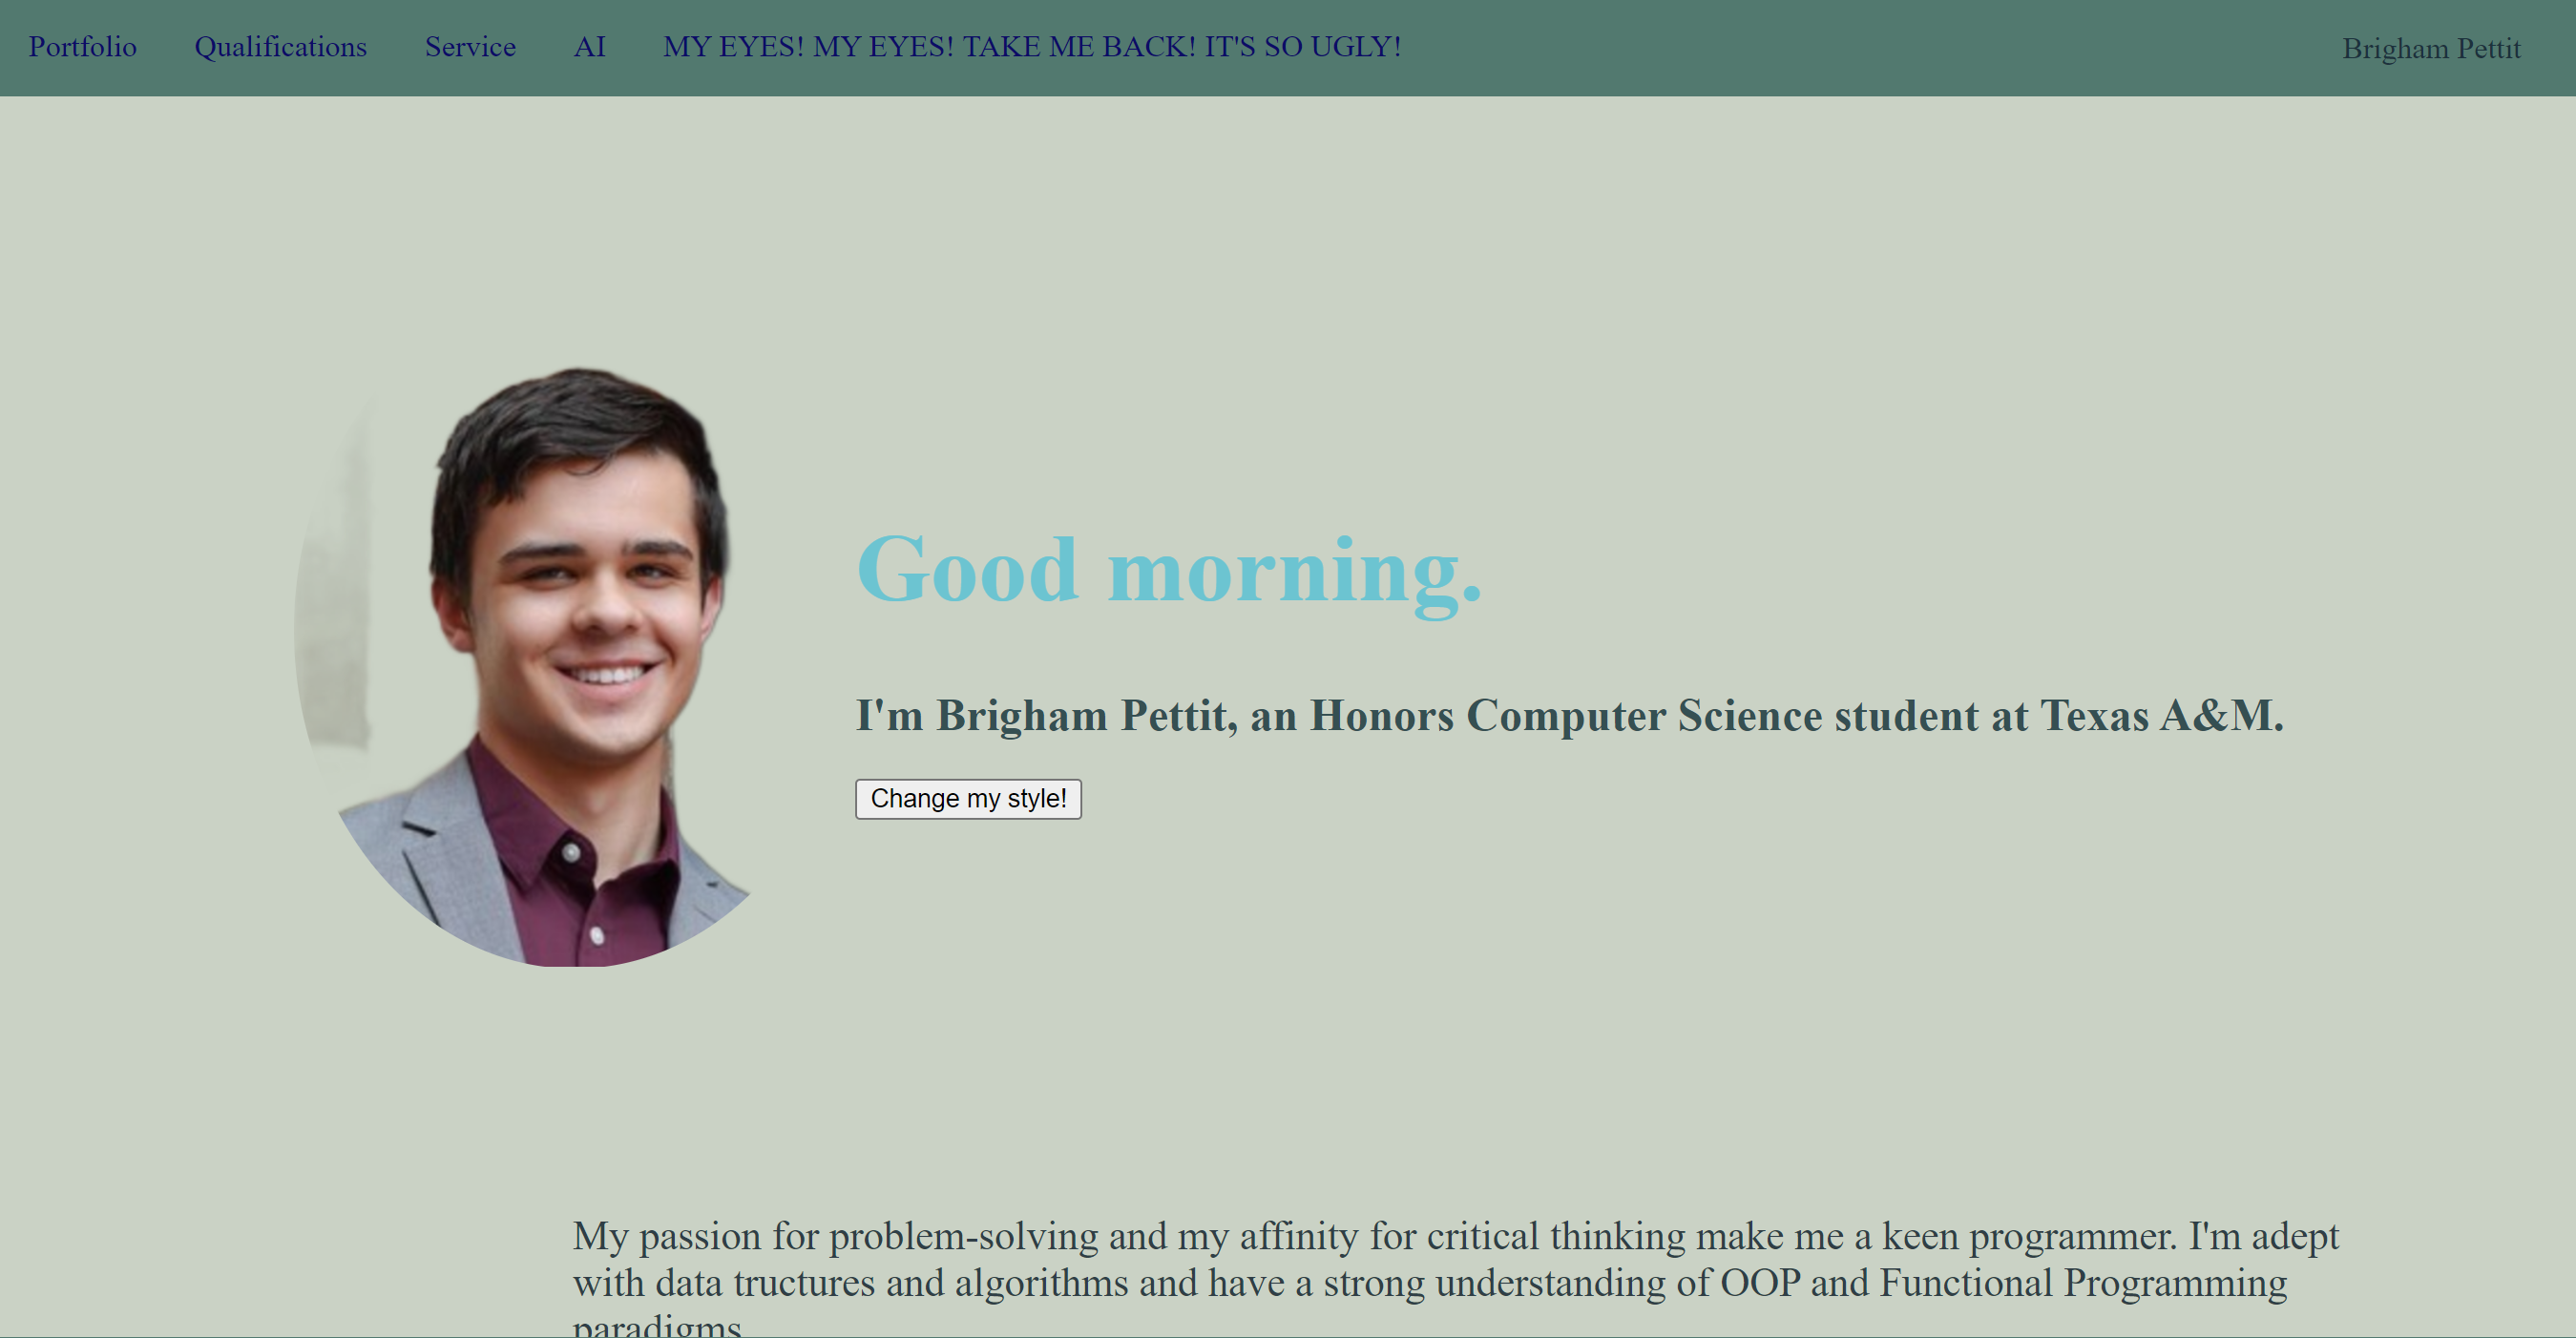 Portfolio Qualifications Service AI MY EYES! MY EYES! TAKE ME BACK! IT'S SO UGLY! Brigham Pettit
Good morning.
I'm Brigham Pettit, an Honors Computer Science student at Texas A&M.
Change my style!
My passion for problem-solving and my affinity for critical thinking make me a keen programmer. I'm adept
with data tructures and algorithms and have a strong understanding of OOP and Functional Programming
paradigms